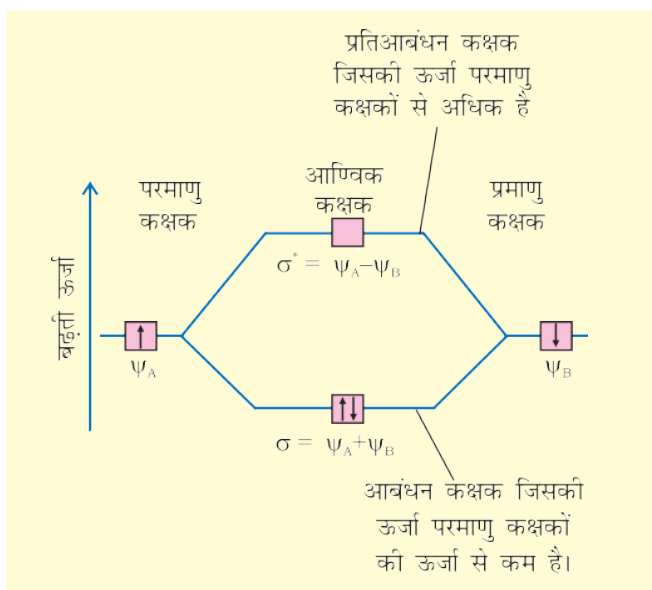 प्रतिआबंधन कक्षक
जिसकी ऊर्जा परमाणु
कक्षकों से अधिक है
परमाणु
कक्षक
आण्विक
कक्षक
प्रमाणु
कक्षक
σ* = ψA−ψB
बढ़ती ऊर्जा
ψA
ψB
σ = ψA+ψB
आबंधन कक्षक जिसकी
ऊर्जा परमाणु कक्षकों
की ऊर्जा से कम है।